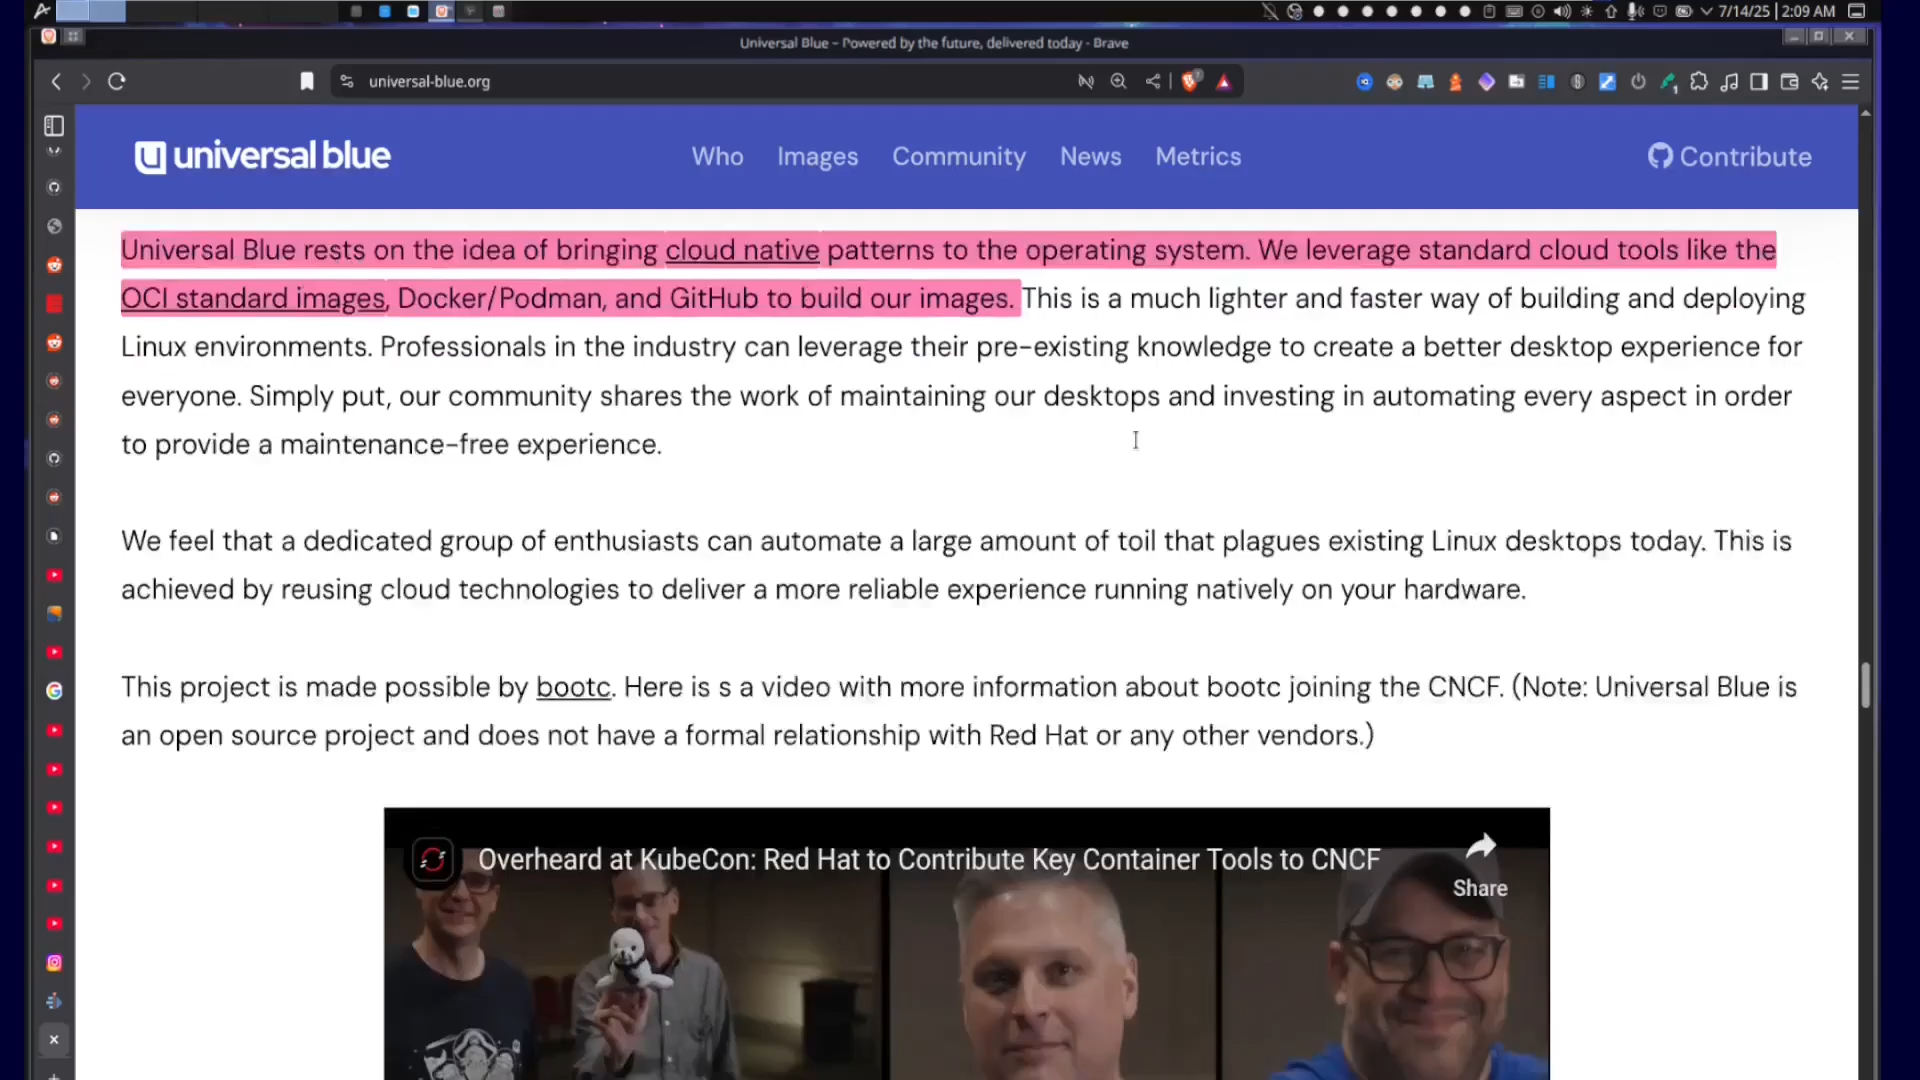 7/14/25 | 2:09 AM
Universal Blue – Powered by the future, delivered today - Brave
universal-blue.org
universal blue
Who Images Community News Metrics
Contribute
Universal Blue rests on the idea of bringing cloud native patterns to the operating system. We leverage standard cloud tools like the
OCI standard images, Docker/Podman, and GitHub to build our images. This is a much lighter and faster way of building and deploying
Linux environments. Professionals in the industry can leverage their pre-existing knowledge to create a better desktop experience for
everyone. Simply put, our community shares the work of maintaining our desktops and investing in automating every aspect in order
to provide a maintenance-free experience.
We feel that a dedicated group of enthusiasts can automate a large amount of toil that plagues existing Linux desktops today. This is
achieved by reusing cloud technologies to deliver a more reliable experience running natively on your hardware.
This project is made possible by bootc. Here is s a video with more information about bootc joining the CNCF. (Note: Universal Blue is
an open source project and does not have a formal relationship with Red Hat or any other vendors.)
Overheard at KubeCon: Red Hat to Contribute Key Container Tools to CNCF
Share